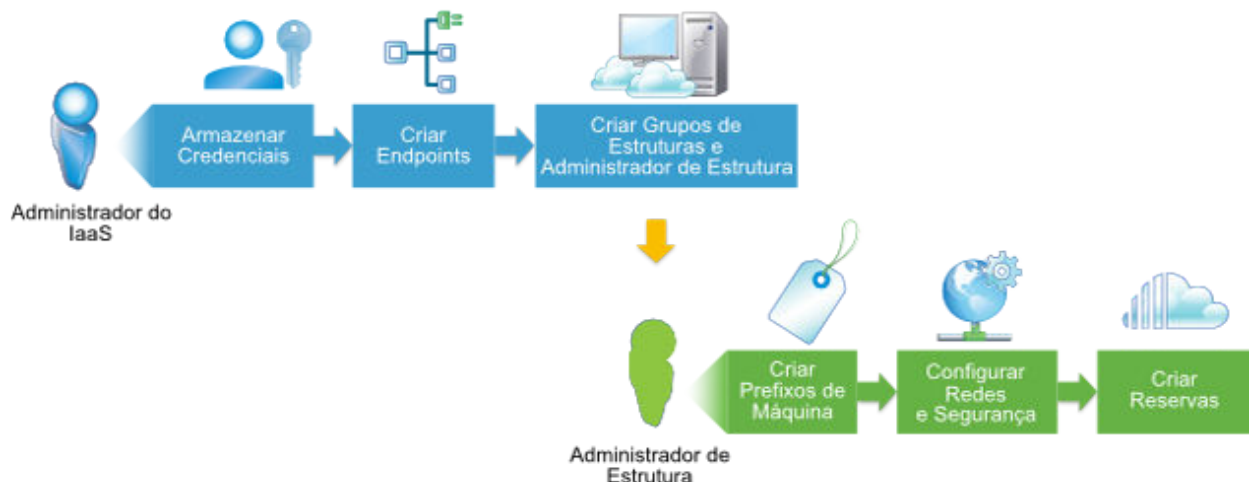 Armazenar
Credenciais
Criar
Endpoints
Criar Grupos de
Estruturas e
Administrador de Estrutura
Administrador do
IaaS
Criar
Prefixos de
Máquina
Configurar
Redes
e Segurança
Criar
Reservas
Administrador de
Estrutura